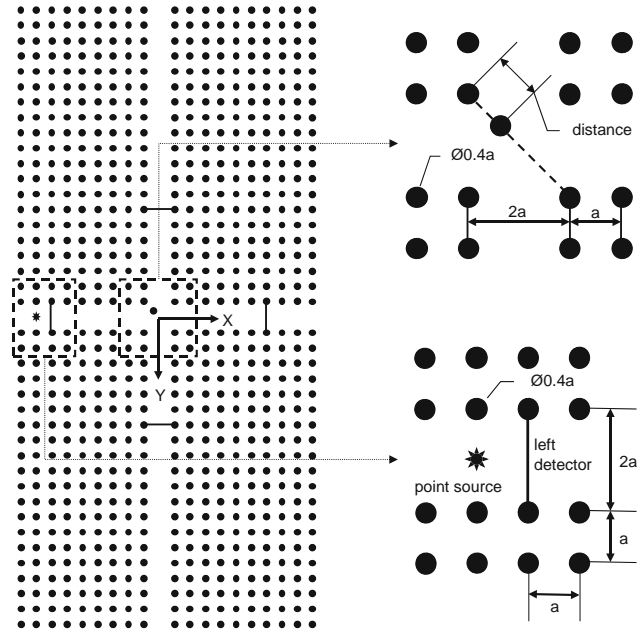 distance
Ø0.4a
2a
a
X
Y
Ø0.4a
left
detector
2a
point source
a
a